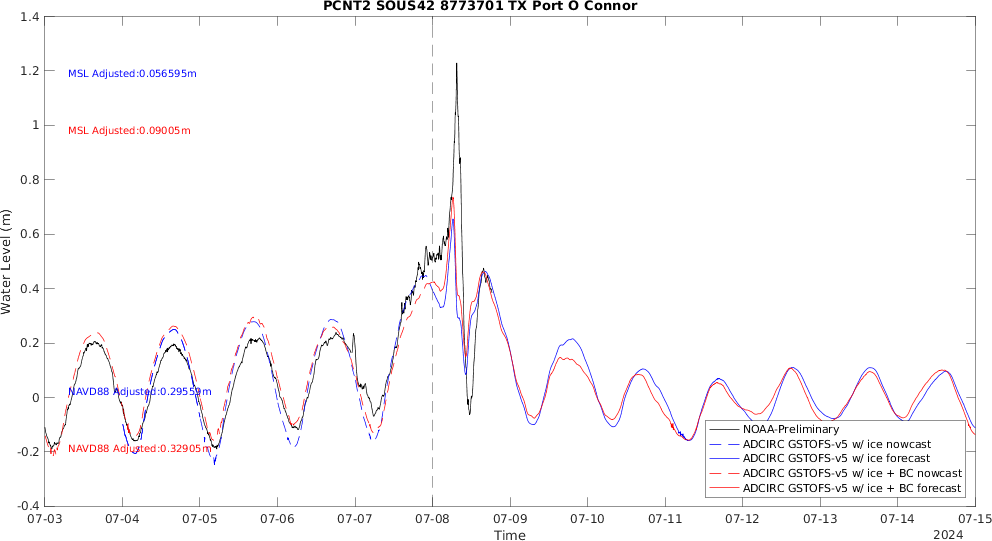 PCNT2 SOUS42 8773701 TX Port O Connor
1.4
1.2
1
0.8
0.6
0.4
0.2
0
-0.2
-0.4
Water Level (m)
MSL Adjusted:0.056595m
MSL Adjusted:0.09005m
NAVD88 Adjusted:0.29559m
NAVD88 Adjusted:0.32905m
NOAA-Preliminary
ADCIRC GSTOFS-v5 w/ ice nowcast
ADCIRC GSTOFS-v5 w/ ice forecast
ADCIRC GSTOFS-v5 w/ ice + BC nowcast
ADCIRC GSTOFS-v5 w/ ice + BC forecast
07-03 07-04 07-05 07-06 07-07 07-08 07-09 07-10 07-11 07-12 07-13 07-14 07-15
Time 2024